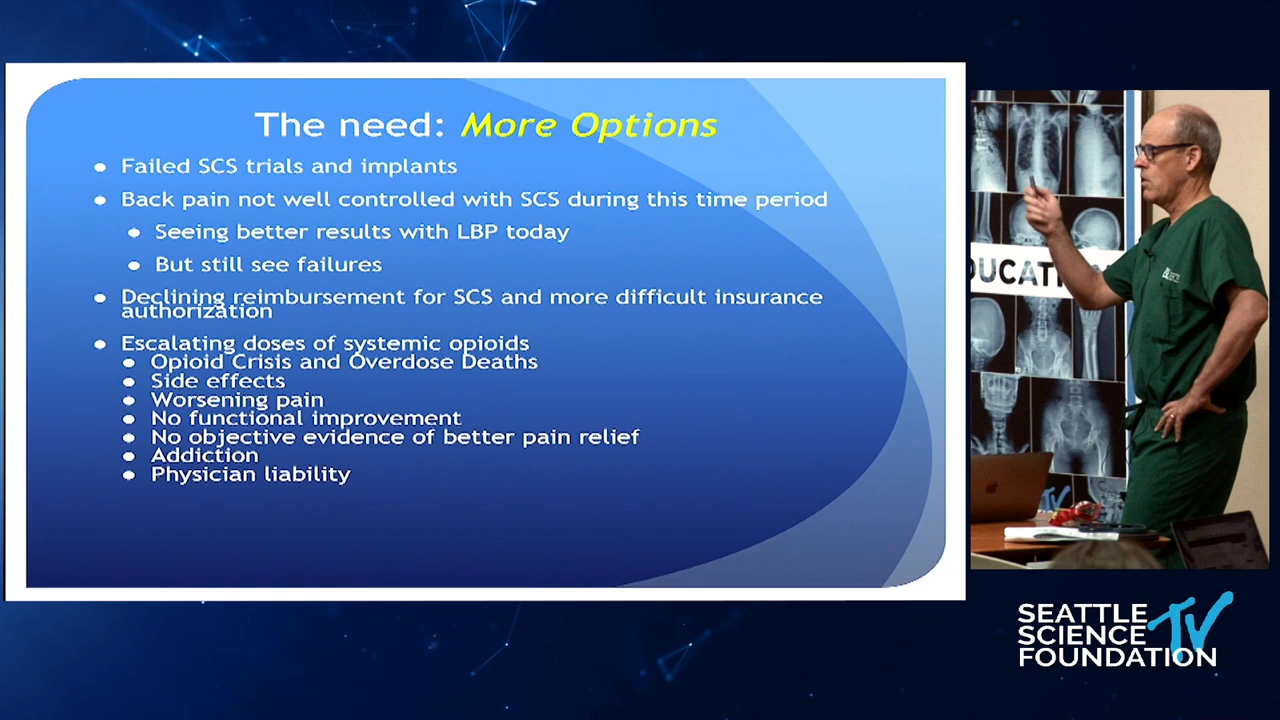 The need: More Options
• Failed SCS trials and implants
• Back pain not well controlled with SCS during this time period
• Seeing better results with LBP today
• But still see failures
• Declining reimbursement for SCS and more difficult insurance
authorization
• Escalating doses of systemic opioids
• Opioid Crisis and Overdose Deaths
• Side effects
• Worsening pain
• No functional improvement
• No objective evidence of better pain relief
• Addiction
• Physician liability
SEATTLE
SCIENCE TV
FOUNDATION